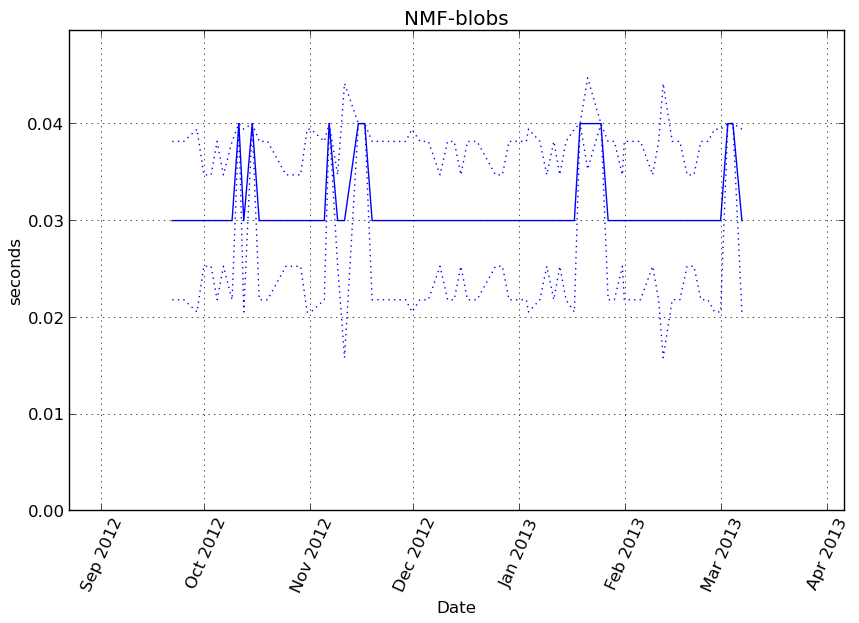 NMF-blobs
seconds
0.04
0.03
0.02
0.01
0.00
Sep 2012
Oct 2012
Nov 2012
Dec 2012
Jan 2013
Feb 2013
Mar 2013
Apr 2013
Date